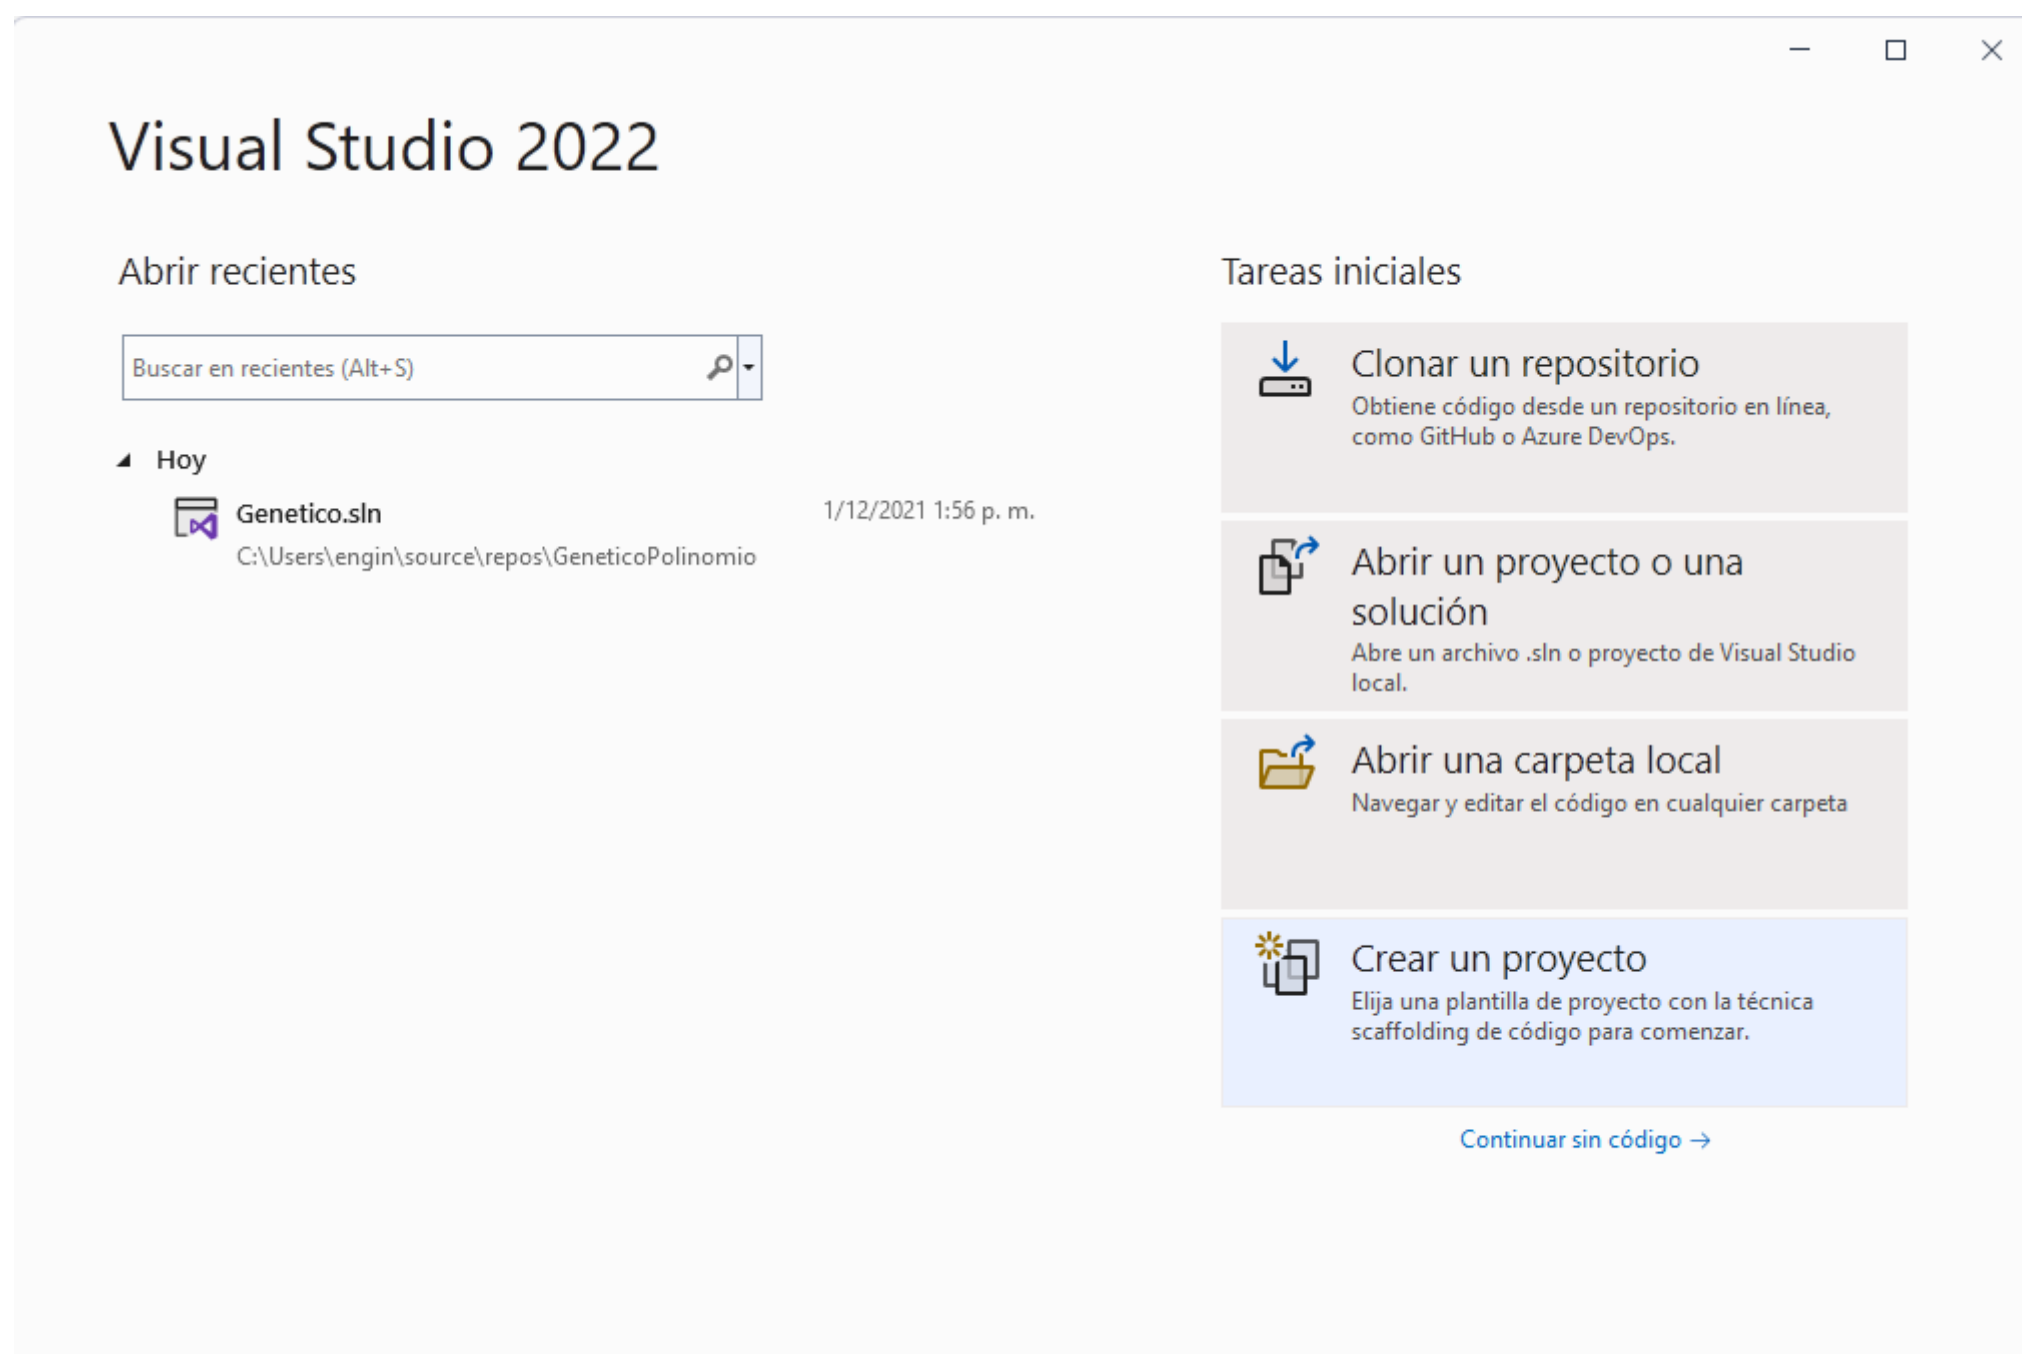 Visual Studio 2022
Abrir recientes
Buscar en recientes (Alt+S)
Hoy
Genetico.sln
1/12/2021 1:56 p. m.
C:\Users\engin\source\repos\GeneticoPolinomio
Tareas iniciales
Clonar un repositorio
Obtiene código desde un repositorio en línea,
como GitHub o Azure DevOps.
Abrir un proyecto o una
solución
Abre un archivo .sln o proyecto de Visual Studio
local.
Abrir una carpeta local
Navegar y editar el código en cualquier carpeta
Crear un proyecto
Elija una plantilla de proyecto con la técnica
scaffolding de código para comenzar.
Continuar sin código →